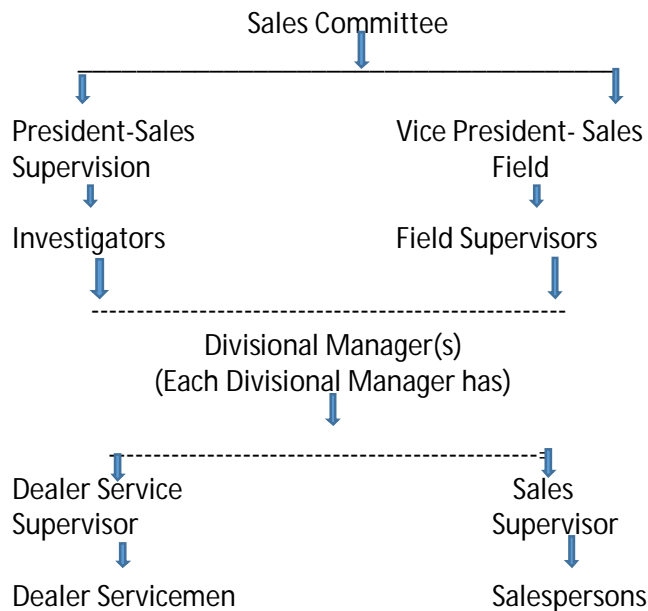 Sales Committee
President-Sales
Supervision
Vice President- Sales
Field
Investigators
Field Supervisors
Divisional Manager(s)
(Each Divisional Manager has)
Dealer Service
Supervisor
Sales
Supervisor
Dealer Servicemen
Salespersons